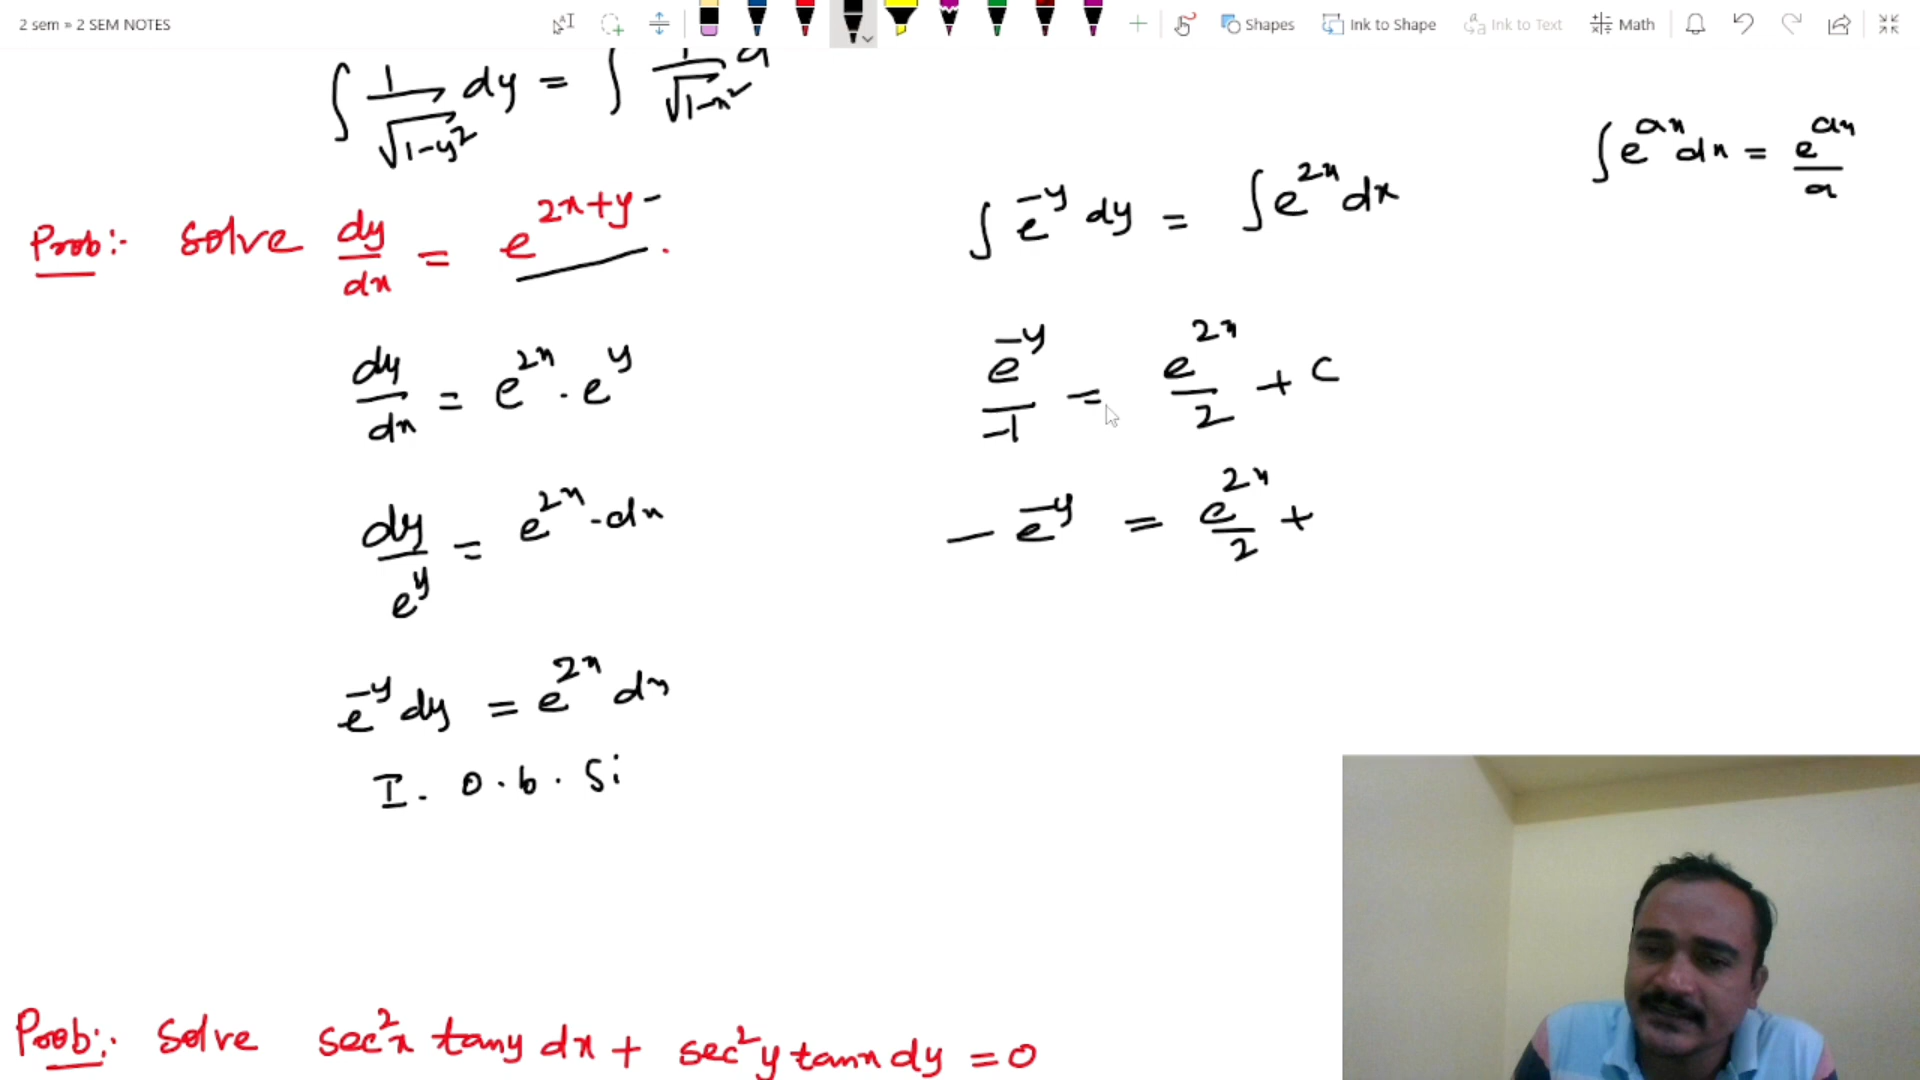 2 sem » 2 SEM NOTES
Shapes
Ink to Shape
Ink to Text
Math
∫ 1/√(1-y²) dy = ∫ 1/√(1-x²) d
Prob:- Solve dy/dx = e^(2x+y) -
dy/dx = e^(2x) . e^y
dy/e^y = e^(2x) . dx
e^(-y) dy = e^(2x) dx
I. O. b. Si
∫ e^(-y) dy = ∫ e^(2x) dx
e^(-y)/-1 = e^(2x)/2 + C
- e^(-y) = e^(2x)/2 +
∫ e^(ax) dx = e^(ax)/a
Prob:- Solve sec²x tany dx + sec²y tanx dy = 0